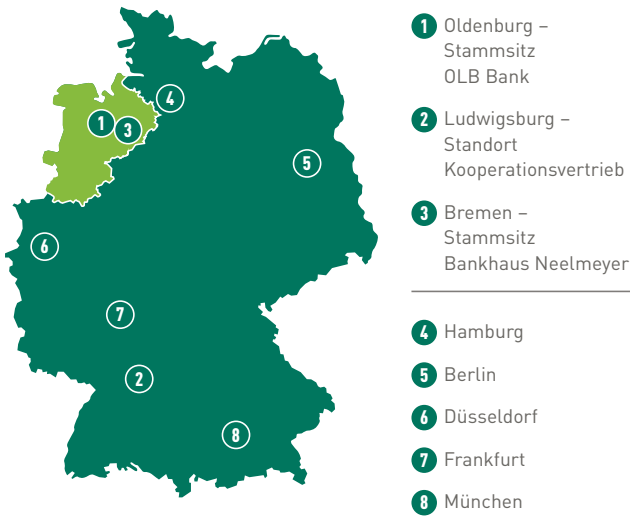 1 Oldenburg –
Stammsitz
OLB Bank
2 Ludwigsburg –
Standort
Kooperationsvertrieb
3 Bremen –
Stammsitz
Bankhaus Neelmeyer
4 Hamburg
5 Berlin
6 Düsseldorf
7 Frankfurt
8 München
4
1
3
5
6
7
2
8